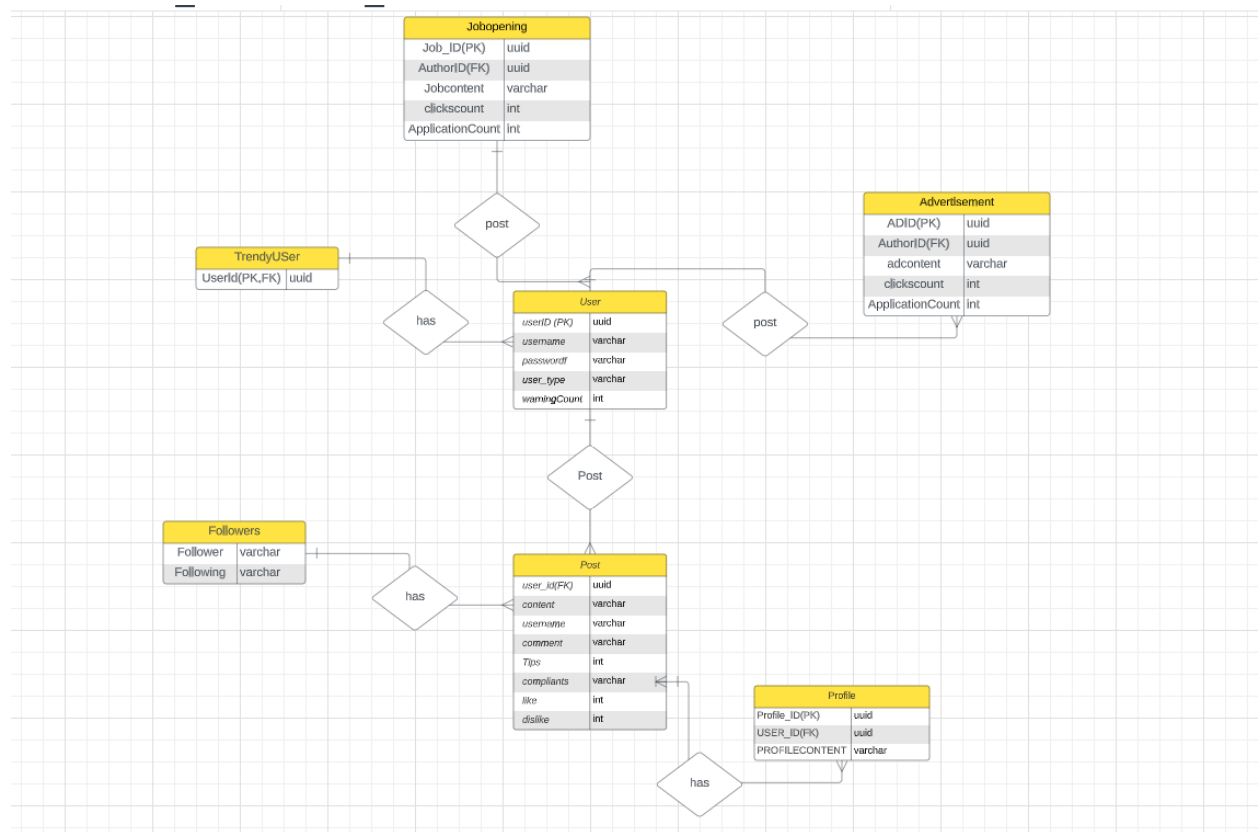 Jobopening
Job_ID(PK) uuid
AuthorID(FK) uuid
Jobcontent varchar
clickscount int
ApplicationCount int
post
Advertisement
ADID(PK) uuid
AuthorID(FK) uuid
adcontent varchar
clickscount int
ApplicationCount int
TrendyUSer
UserId(PK,FK) uuid
has
post
User
userID (PK) uuid
username varchar
passwordf varchar
user_type varchar
warningCount int
Post
Followers
Follower varchar
Following varchar
has
Post
user_id(FK) uuid
content varchar
username varchar
comment varchar
Tips int
compliants varchar
like int
dislike int
Profile
Profile_ID(PK) uuid
USER_ID(FK) uuid
PROFILECONTENT varchar
has